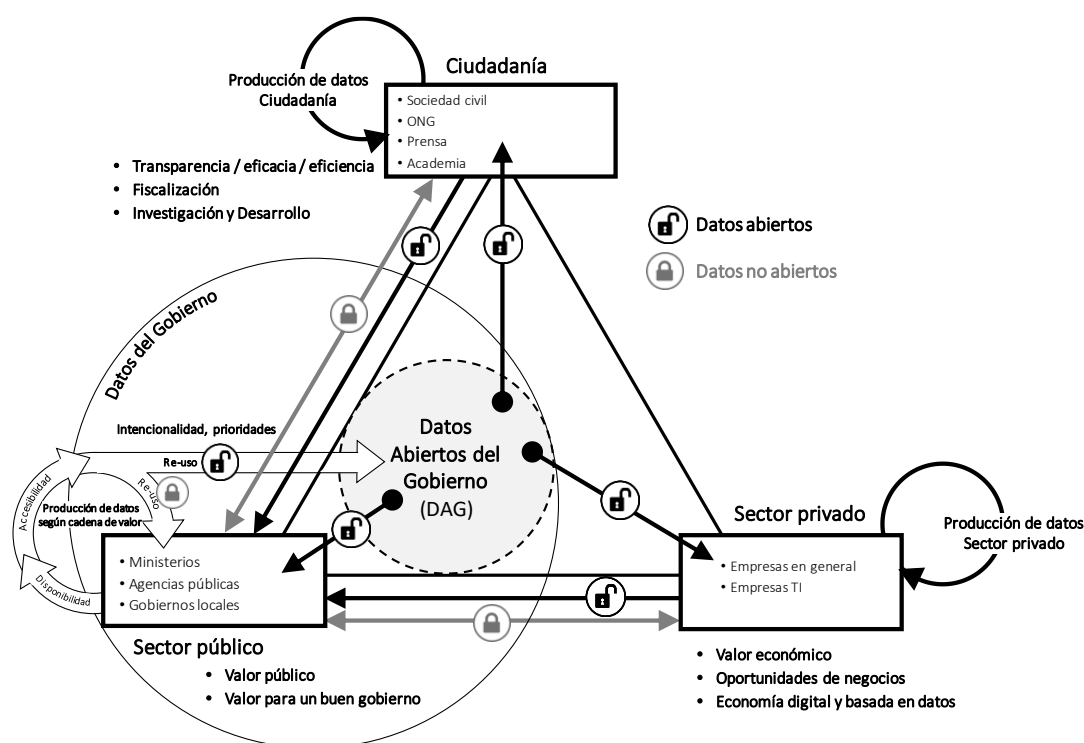 Ciudadanía
Producción de datos
Ciudadanía
• Sociedad civil
• ONG
• Prensa
• Academia
• Transparencia / eficacia / eficiencia
• Fiscalización
• Investigación y Desarrollo
Datos abiertos
Datos no abiertos
Datos del Gobierno
Intencionalidad, prioridades
Re-uso
Re-uso
Datos
Abiertos del
Gobierno
(DAG)
Accesibilidad
Producción de datos
según cadena de valor
Disponibilidad
• Ministerios
• Agencias públicas
• Gobiernos locales
Sector público
• Valor público
• Valor para un buen gobierno
Sector privado
Producción de datos
Sector privado
• Empresas en general
• Empresas TI
• Valor económico
• Oportunidades de negocios
• Economía digital y basada en datos